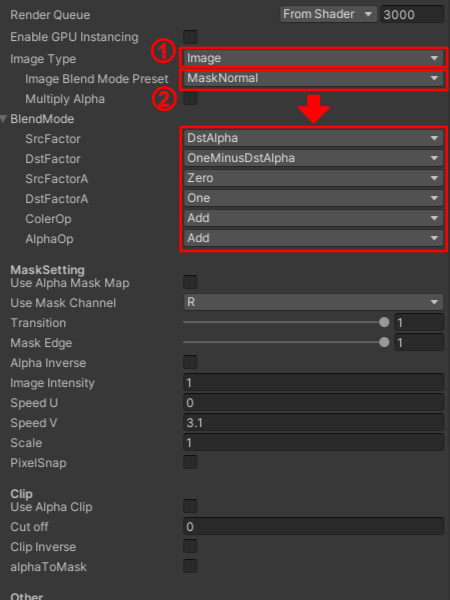 Render Queue From Shader 3000
Enable GPU Instancing
① Image Type Image
Image Blend Mode Preset MaskNormal
② Multiply Alpha
BlendMode
SrcFactor DstAlpha
DstFactor OneMinusDstAlpha
SrcFactorA Zero
DstFactorA One
ColerOp Add
AlphaOp Add
MaskSetting
Use Alpha Mask Map
Use Mask Channel R
Transition 1
Mask Edge 1
Alpha Inverse
Image Intensity 1
Speed U 0
Speed V 3.1
Scale 1
PixelSnap
Clip
Use Alpha Clip
Cut off 0
Clip Inverse
alphaToMask
Other